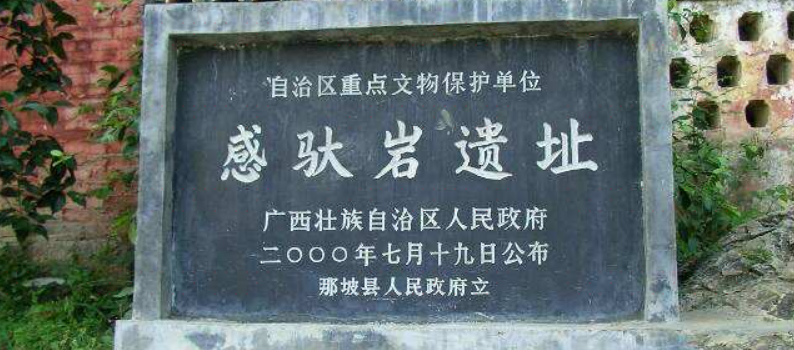 自治区重点文物保护单位
感驮岩遗址
广西壮族自治区人民政府
二〇〇〇年七月十九日公布
那坡县人民政府立